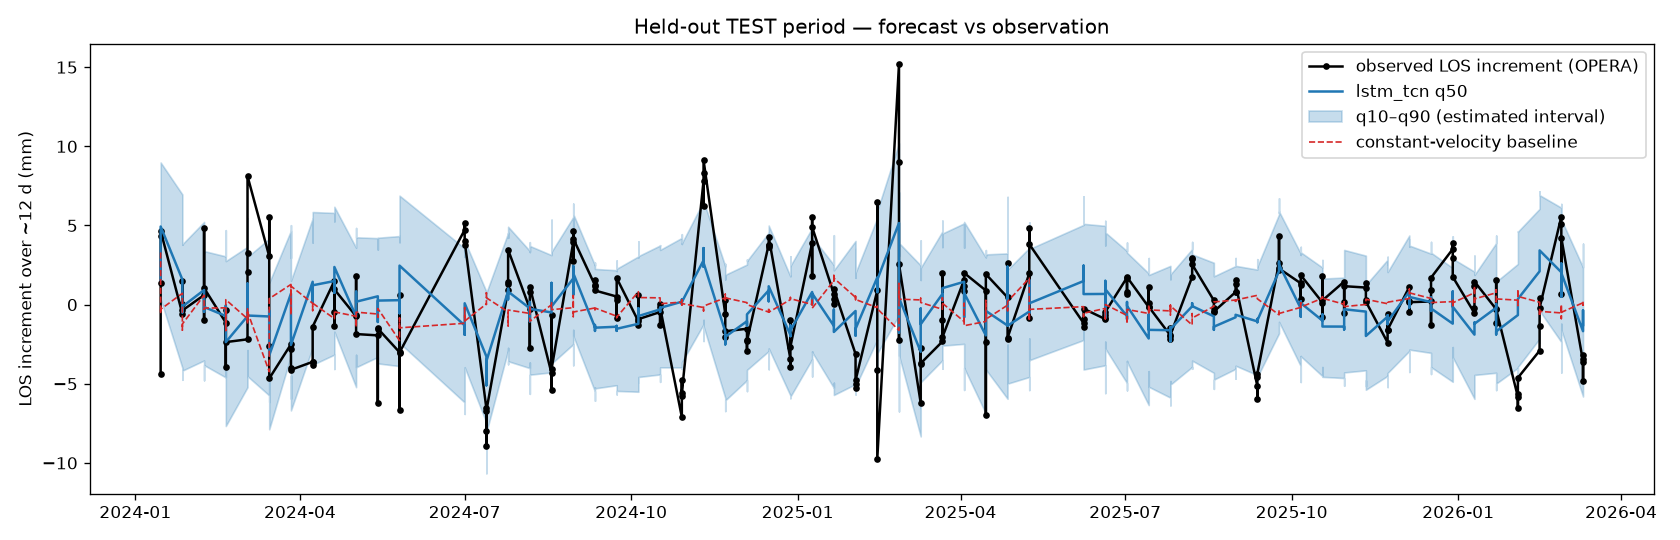 Held-out TEST period — forecast vs observation
LOS increment over ~12 d (mm)
15
10
5
0
−5
−10
observed LOS increment (OPERA)
lstm_tcn q50
q10–q90 (estimated interval)
constant-velocity baseline
2024-01 2024-04 2024-07 2024-10 2025-01 2025-04 2025-07 2025-10 2026-01 2026-04